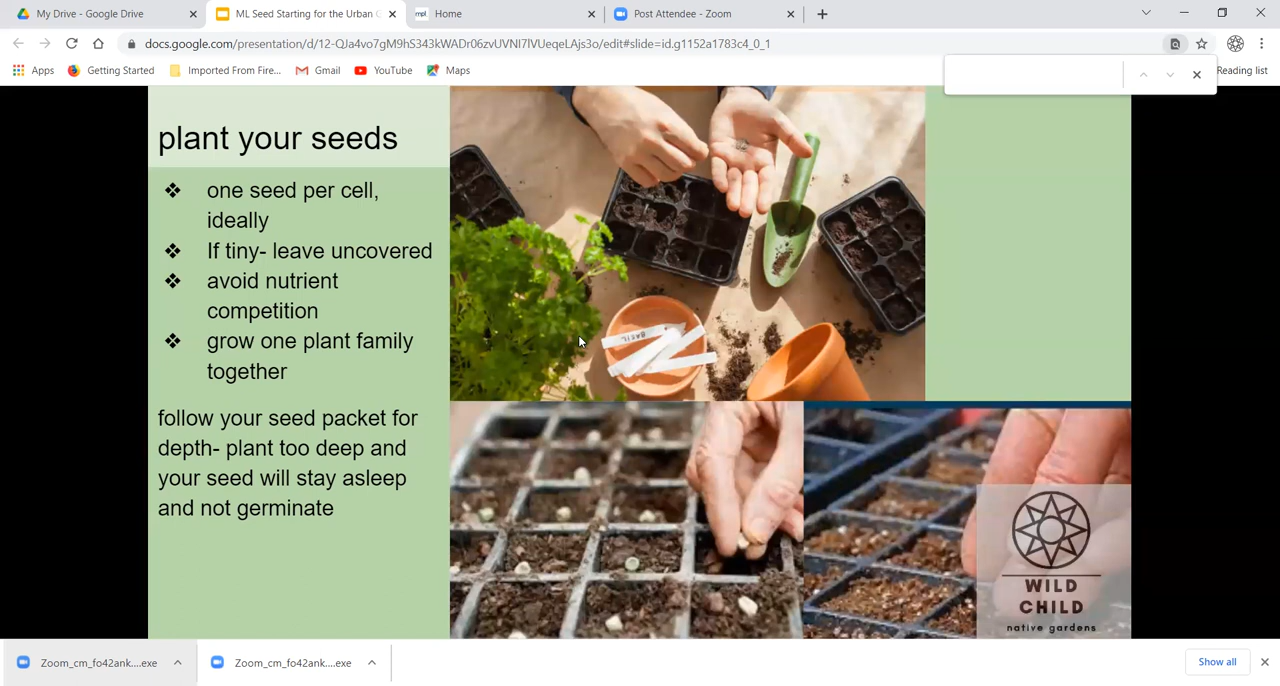 My Drive - Google Drive
ML Seed Starting for the Urban G
mpl Home
Post Attendee - Zoom
docs.google.com/presentation/d/12-QJa4vo7gM9hS343kWADr06zvUVNI7lVUeqeLAjs3o/edit#slide=id.g1152a1783c4_0_1
Apps
Getting Started
Imported From Fire...
Gmail
YouTube
Maps
Reading list
plant your seeds
❖ one seed per cell,
ideally
❖ If tiny- leave uncovered
❖ avoid nutrient
competition
❖ grow one plant family
together
follow your seed packet for
depth- plant too deep and
your seed will stay asleep
and not germinate
BASIL
WILD
CHILD
native gardens
Zoom_cm_fo42ank....exe
Zoom_cm_fo42ank....exe
Show all